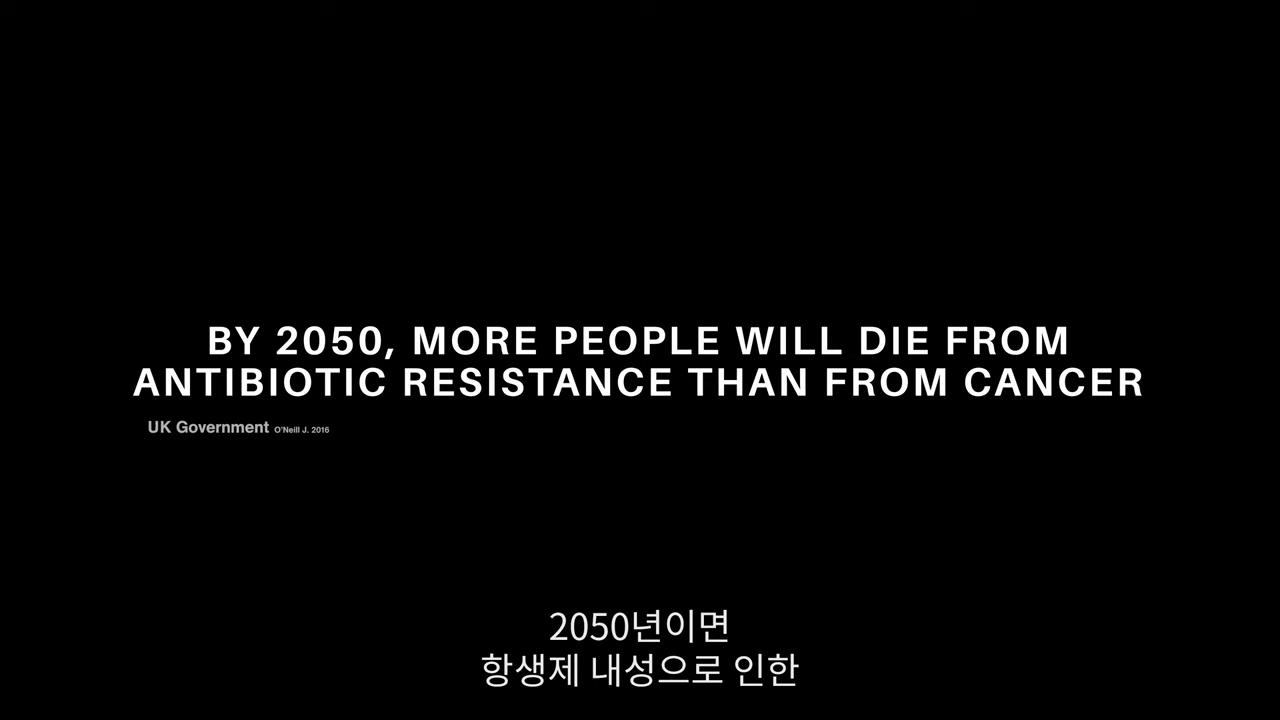 BY 2050, MORE PEOPLE WILL DIE FROM
ANTIBIOTIC RESISTANCE THAN FROM CANCER
UK Government O'Neill J. 2016
2050년이면
항생제 내성으로 인한